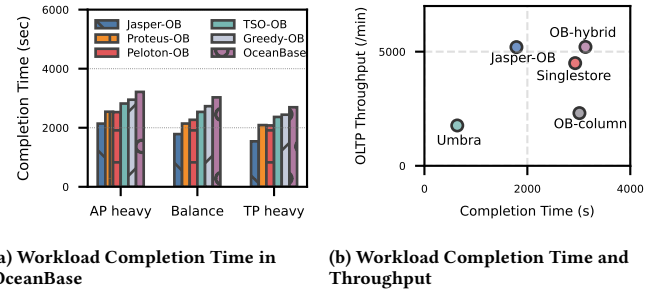 Completion Time (sec)
6000
4000
2000
0
Jasper-OB
Proteus-OB
Peloton-OB
TSO-OB
Greedy-OB
OceanBase
AP heavy
Balance
TP heavy
a) Workload Completion Time in
OceanBase
OLTP Throughput (/min)
5000
0
OB-hybrid
Jasper-OB
Singlestore
OB-column
Umbra
0
2000
4000
Completion Time (s)
(b) Workload Completion Time and
Throughput